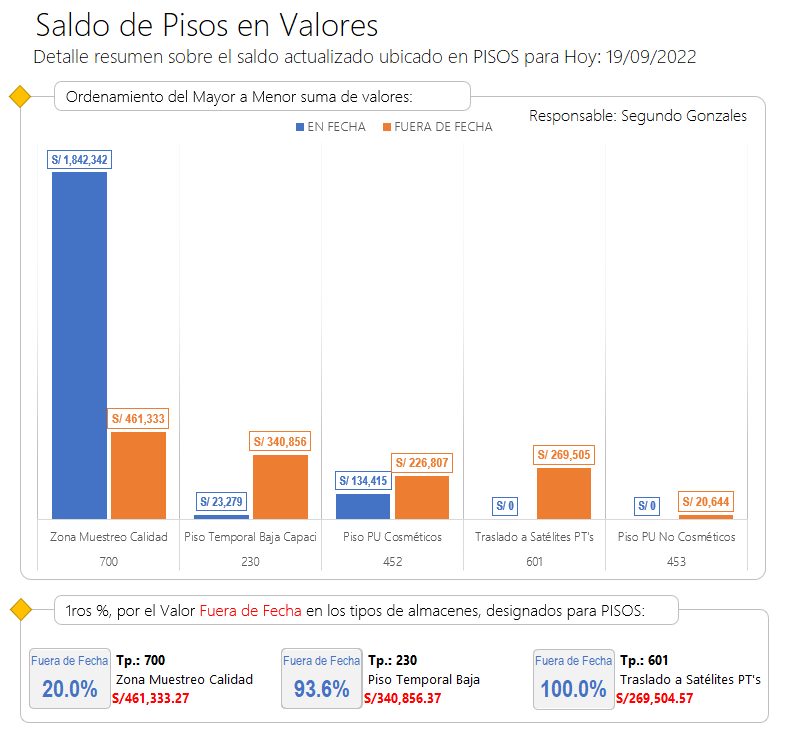 Saldo de Pisos en Valores
Detalle resumen sobre el saldo actualizado ubicado en PISOS para Hoy: 19/09/2022
Ordenamiento del Mayor a Menor suma de valores:
Responsable: Segundo Gonzales
EN FECHA FUERA DE FECHA
S/ 1,842,342
S/ 461,333
S/ 23,279
S/ 340,856
S/ 134,415
S/ 226,807
S/ 0
S/ 269,505
S/ 0
S/ 20,644
Zona Muestreo Calidad Piso Temporal Baja Capaci Piso PU Cosméticos Traslado a Satélites PT's Piso PU No Cosméticos
700 230 452 601 453
1ros %, por el Valor Fuera de Fecha en los tipos de almacenes, designados para PISOS:
Fuera de Fecha
20.0%
Tp.: 700
Zona Muestreo Calidad
S/461,333.27
Fuera de Fecha
93.6%
Tp.: 230
Piso Temporal Baja
S/340,856.37
Fuera de Fecha
100.0%
Tp.: 601
Traslado a Satélites PT's
S/269,504.57